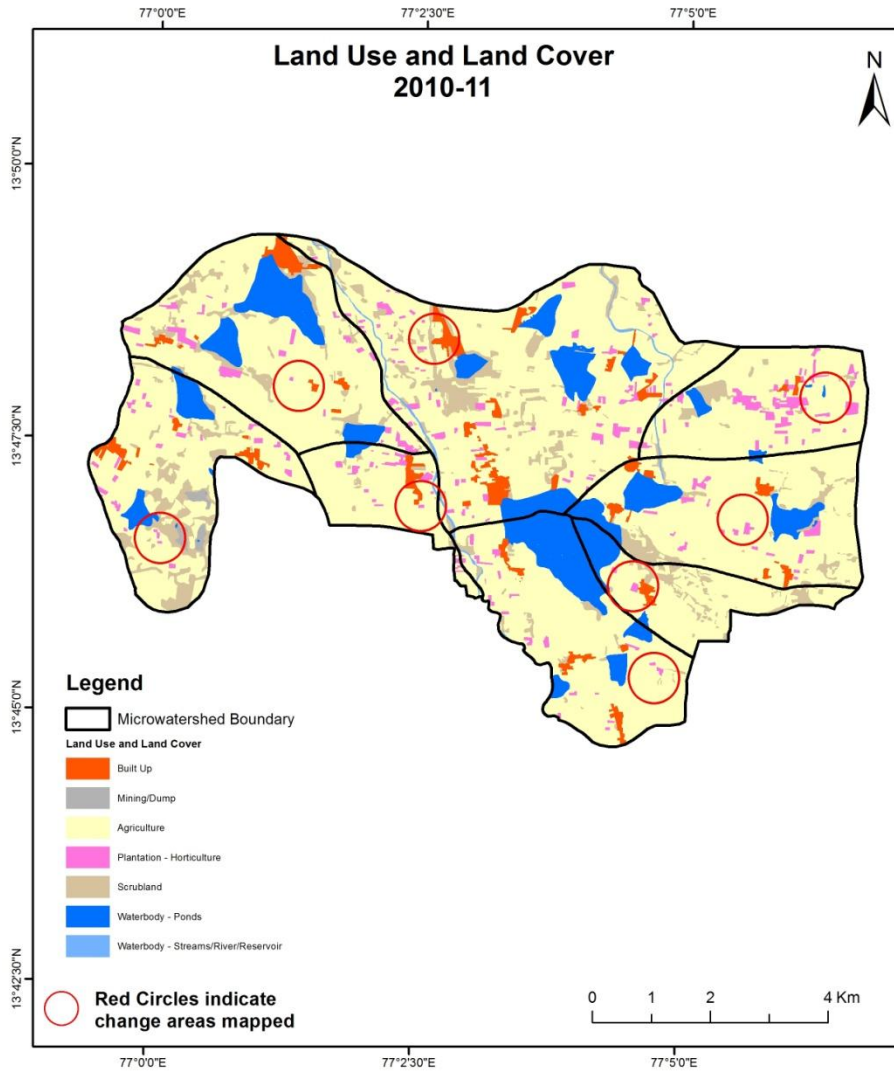 77°0'0"E 77°2'30"E 77°5'0"E
Land Use and Land Cover
2010-11
N
13°50'0"N
13°47'30"N
13°45'0"N
13°42'30"N
Legend
Microwatershed Boundary
Land Use and Land Cover
Built Up
Mining/Dump
Agriculture
Plantation - Horticulture
Scrubland
Waterbody - Ponds
Waterbody - Streams/River/Reservoir
Red Circles indicate
change areas mapped
0 1 2 4 Km
77°0'0"E 77°2'30"E 77°5'0"E